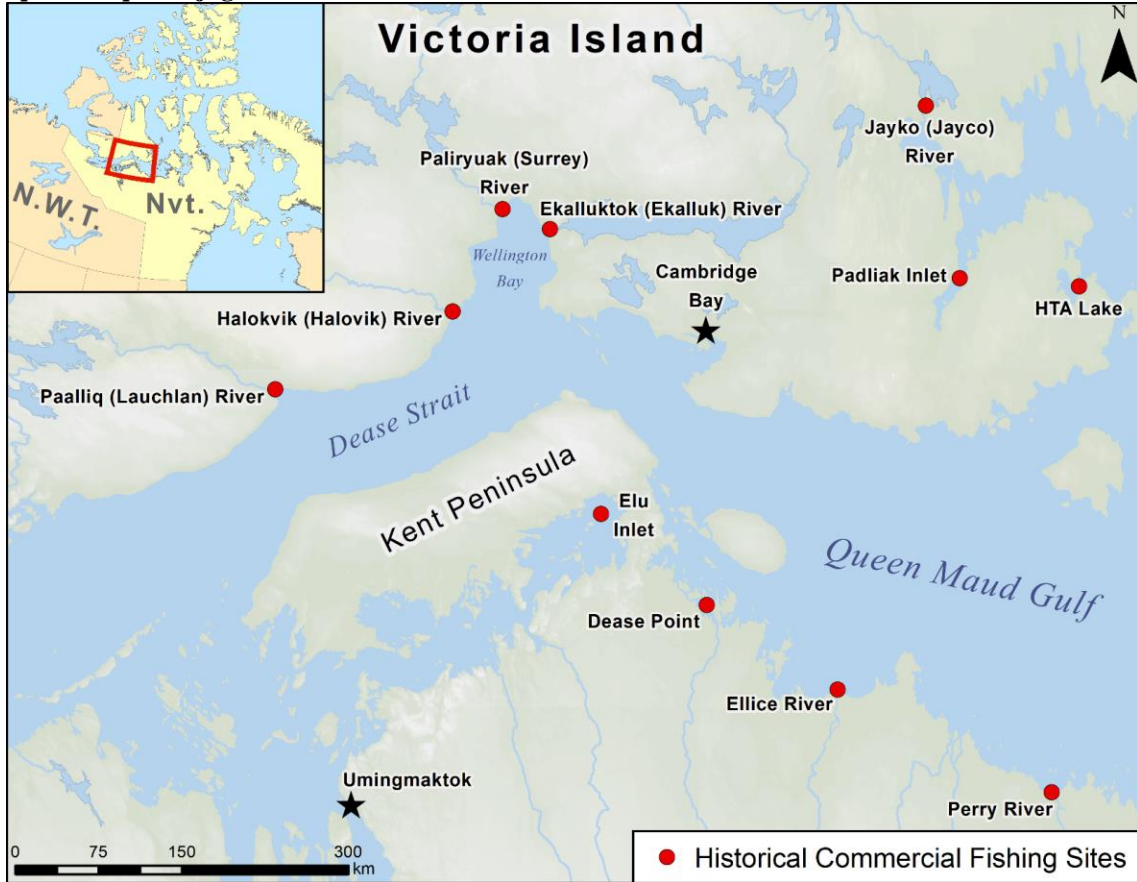 Victoria Island
N
N.W.T.
Nvt.
Jayko (Jayco)
River
Paliryuak (Surrey)
River
Ekalluktok (Ekalluk) River
Wellington
Bay
Cambridge
Bay
Padliak Inlet
HTA Lake
Halokvik (Halovik) River
Paalliq (Lauchlan) River
Dease Strait
Kent Peninsula
Elu
Inlet
Queen Maud Gulf
Dease Point
Ellice River
Umingmaktok
Perry River
0 75 150 300
km
Historical Commercial Fishing Sites